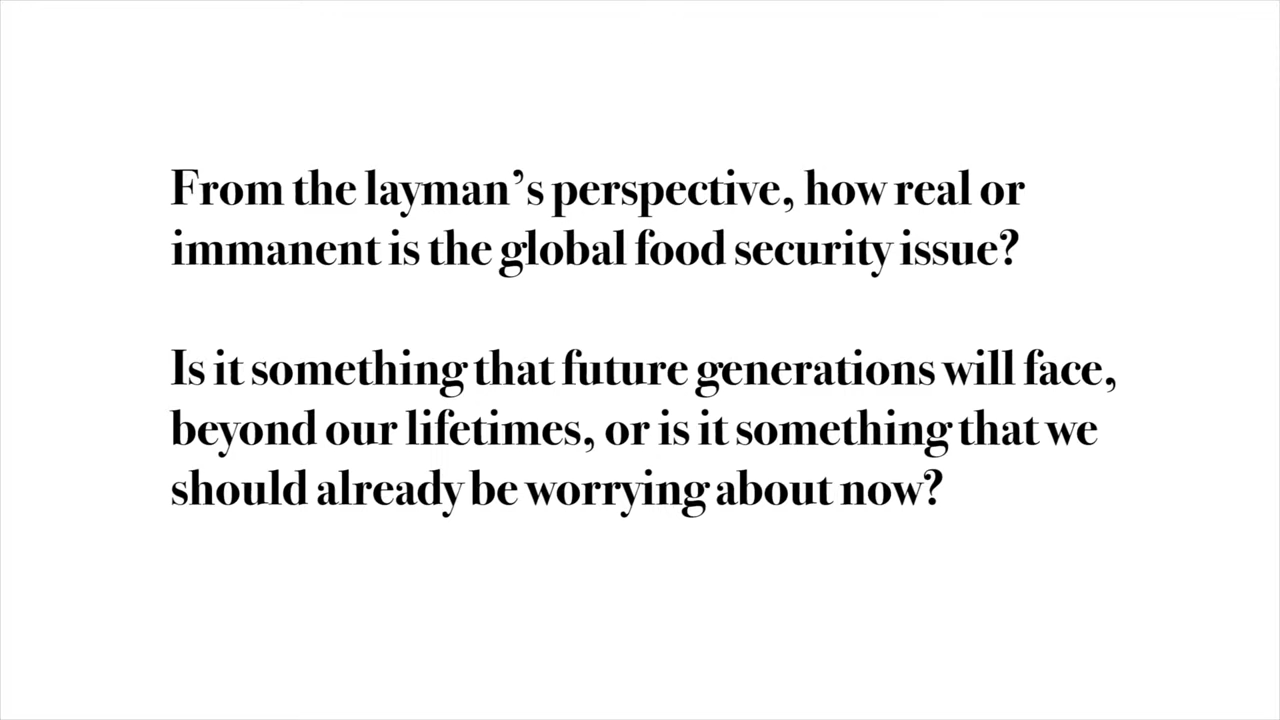 From the layman’s perspective, how real or
immanent is the global food security issue?
Is it something that future generations will face,
beyond our lifetimes, or is it something that we
should already be worrying about now?